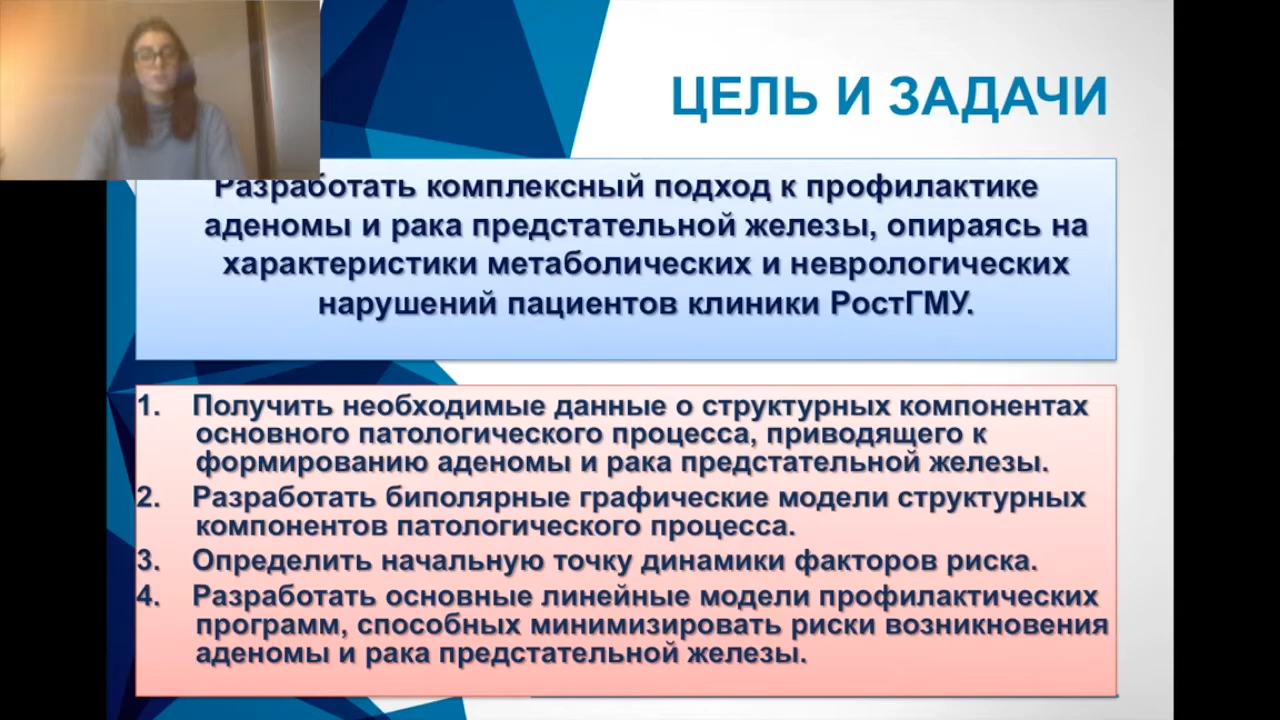 ЦЕЛЬ И ЗАДАЧИ
Разработать комплексный подход к профилактике
аденомы и рака предстательной железы, опираясь на
характеристики метаболических и неврологических
нарушений пациентов клиники РостГМУ.
1. Получить необходимые данные о структурных компонентах
основного патологического процесса, приводящего к
формированию аденомы и рака предстательной железы.
2. Разработать биполярные графические модели структурных
компонентов патологического процесса.
3. Определить начальную точку динамики факторов риска.
4. Разработать основные линейные модели профилактических
программ, способных минимизировать риски возникновения
аденомы и рака предстательной железы.